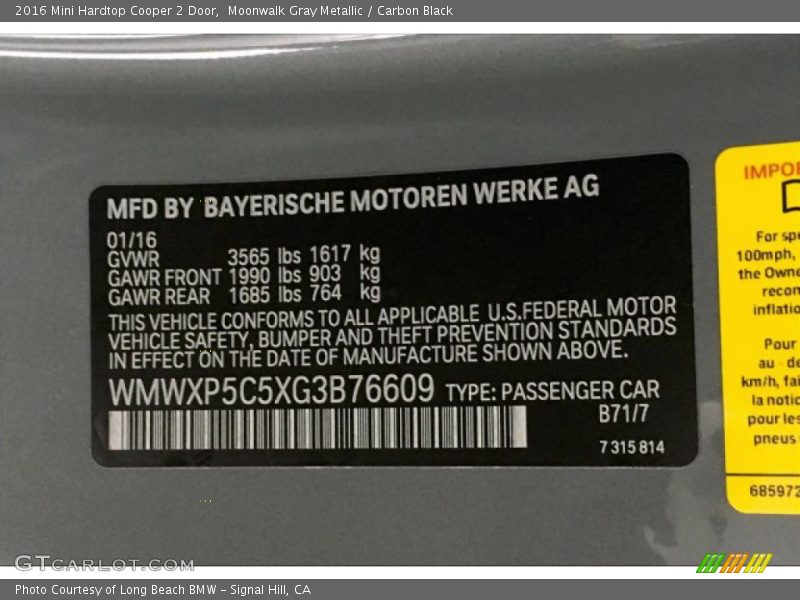 2016 Mini Hardtop Cooper 2 Door,  Moonwalk Gray Metallic / Carbon Black
MFD BY BAYERISCHE MOTOREN WERKE AG
01/16
GVWR 3565 lbs 1617 kg
GAWR FRONT 1990 lbs 903 kg
GAWR REAR 1685 lbs 764 kg
THIS VEHICLE CONFORMS TO ALL APPLICABLE U.S.FEDERAL MOTOR
VEHICLE SAFETY, BUMPER AND THEFT PREVENTION STANDARDS
IN EFFECT ON THE DATE OF MANUFACTURE SHOWN ABOVE.
WMWXP5C5XG3B76609 TYPE: PASSENGER CAR
B71/7
7 315 814
IMPO
For spe
100mph,
the Owne
recom
inflatio
Pour
au de
km/h, fai
la notic
pour les
pneus
685972
GTCARLOT.COM
Photo Courtesy of Long Beach BMW - Signal Hill, CA